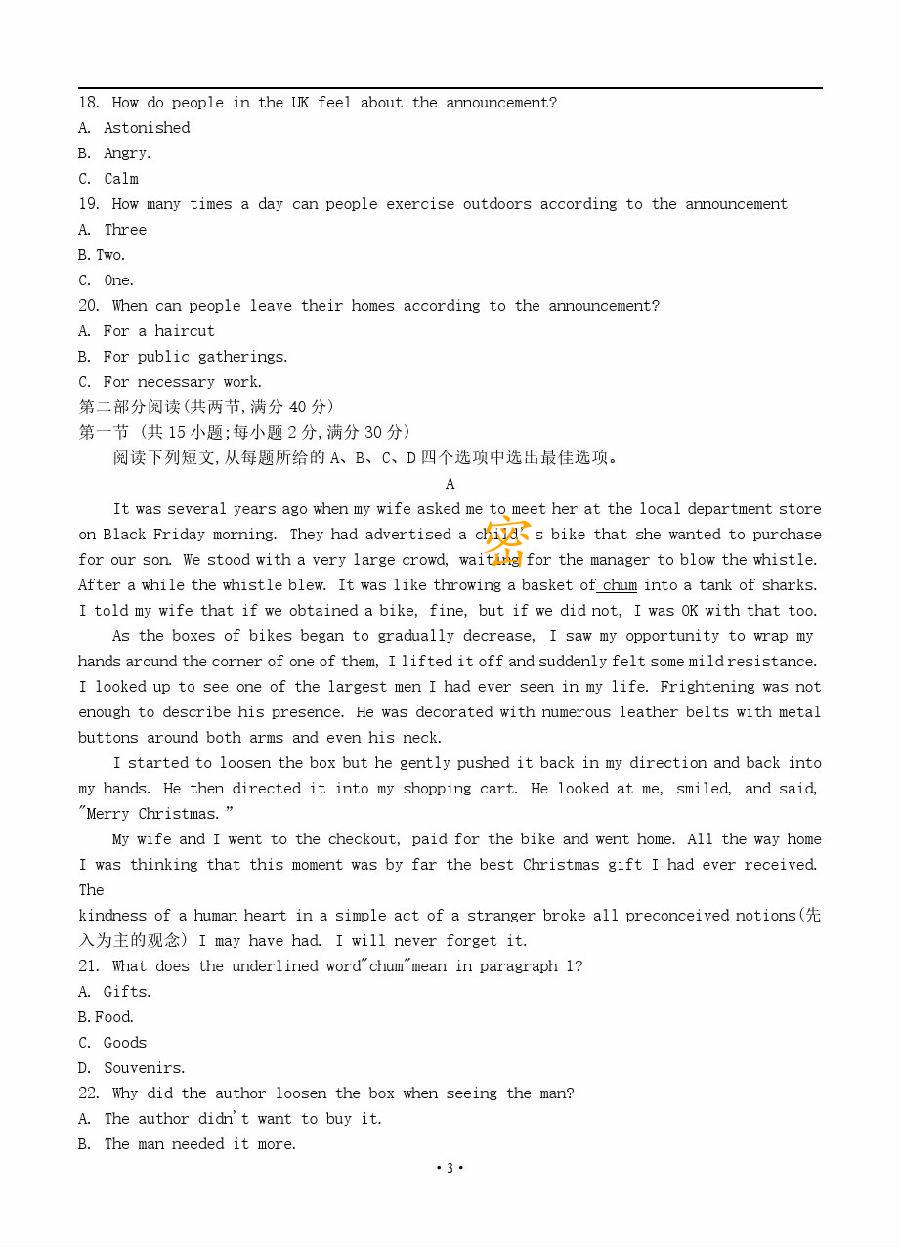 18. How do people in the UK feel about the announcement?
A. Astonished
B. Angry.
C. Calm
19. How many times a day can people exercise outdoors according to the announcement
A. Three
B.Two.
C. One.
20. When can people leave their homes according to the announcement?
A. For a haircut
B. For public gatherings.
C. For necessary work.
第二部分阅读(共两节,满分 40 分)
第一节 (共 15 小题;每小题 2 分,满分 30 分)
阅读下列短文,从每题所给的 A、B、C、D 四个选项中选出最佳选项。
A
It was several years ago when my wife asked me to meet her at the local department store
on Black Friday morning. They had advertised a child's bike that she wanted to purchase
密
for our son. We stood with a very large crowd, waiting for the manager to blow the whistle.
After a while the whistle blew. It was like throwing a basket of chum into a tank of sharks.
I told my wife that if we obtained a bike, fine, but if we did not, I was OK with that too.
As the boxes of bikes began to gradually decrease, I saw my opportunity to wrap my
hands around the corner of one of them, I lifted it off and suddenly felt some mild resistance.
I looked up to see one of the largest men I had ever seen in my life. Frightening was not
enough to describe his presence. He was decorated with numerous leather belts with metal
buttons around both arms and even his neck.
I started to loosen the box but he gently pushed it back in my direction and back into
my hands. He then directed it into my shopping cart. He looked at me, smiled, and said,
"Merry Christmas.”
My wife and I went to the checkout, paid for the bike and went home. All the way home
I was thinking that this moment was by far the best Christmas gift I had ever received.
The
kindness of a human heart in a simple act of a stranger broke all preconceived notions(先
入为主的观念) I may have had. I will never forget it.
21. What does the underlined word"chum"mean in paragraph 1?
A. Gifts.
B.Food.
C. Goods
D. Souvenirs.
22. Why did the author loosen the box when seeing the man?
A. The author didn't want to buy it.
B. The man needed it more.
·3·